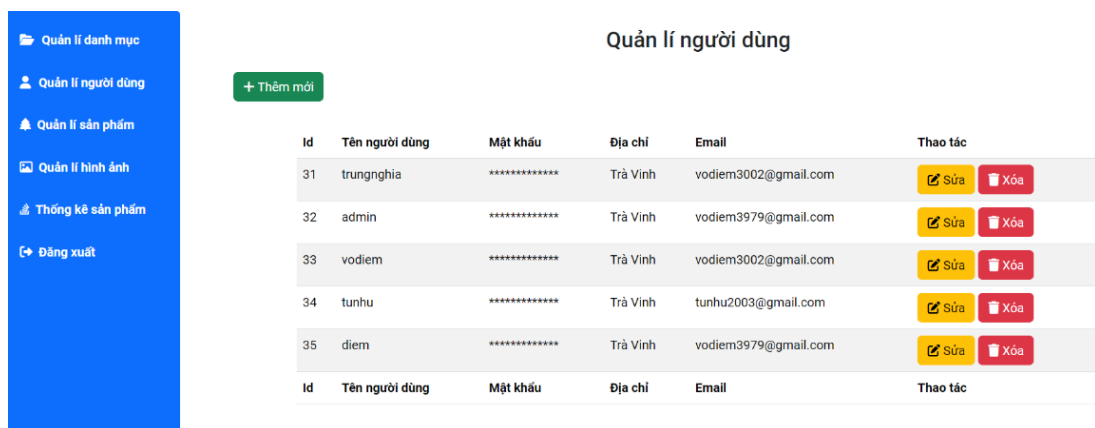 Quản lí danh mục
Quản lí người dùng
Quản lí sản phẩm
Quản lí hình ảnh
Thống kê sản phẩm
Đăng xuất
Quản lí người dùng
+ Thêm mới
Id Tên người dùng Mật khẩu Địa chỉ Email Thao tác
31 trungnghia ************* Trà Vinh vodiem3002@gmail.com Sửa Xóa
32 admin ************* Trà Vinh vodiem3979@gmail.com Sửa Xóa
33 vodiem ************* Trà Vinh vodiem3002@gmail.com Sửa Xóa
34 tunhu ************* Trà Vinh tunhu2003@gmail.com Sửa Xóa
35 diem ************* Trà Vinh vodiem3979@gmail.com Sửa Xóa
Id Tên người dùng Mật khẩu Địa chỉ Email Thao tác